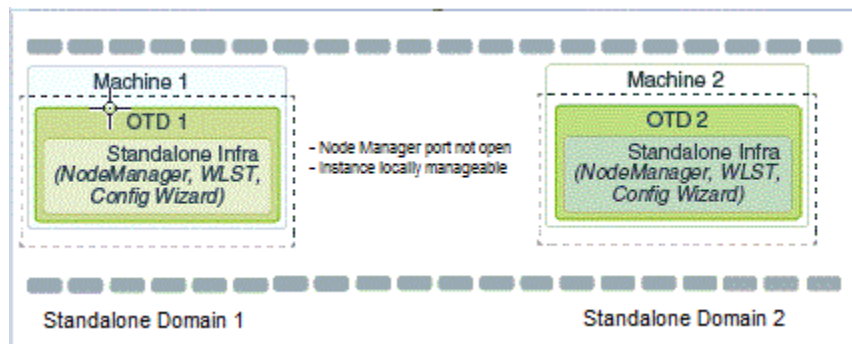 Machine 1
OTD 1
Standalone Infra
(NodeManager, WLST,
Config Wizard)
- Node Manager port not open
- Instance locally manageable
Machine 2
OTD 2
Standalone Infra
(NodeManager, WLST,
Config Wizard)
Standalone Domain 1
Standalone Domain 2